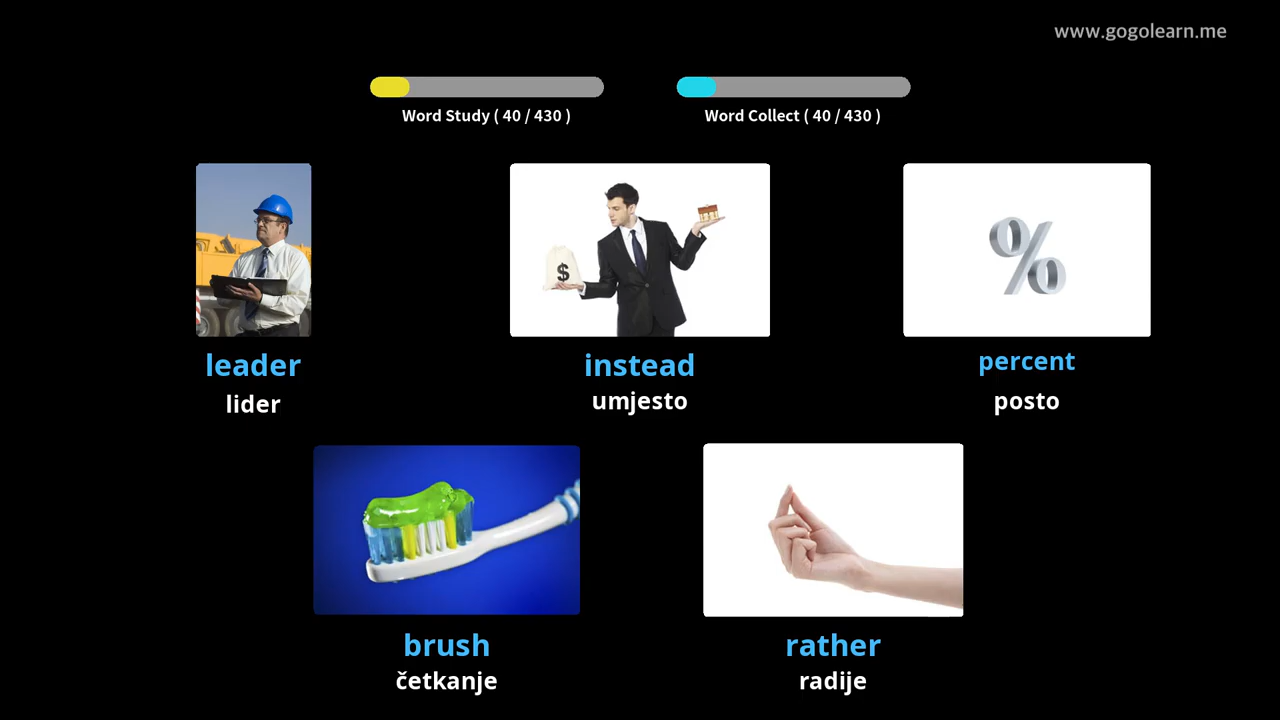 www.gogolearn.me
Word Study ( 40 / 430 )
Word Collect ( 40 / 430 )
$
%
leader
lider
instead
umjesto
percent
posto
brush
četkanje
rather
radije